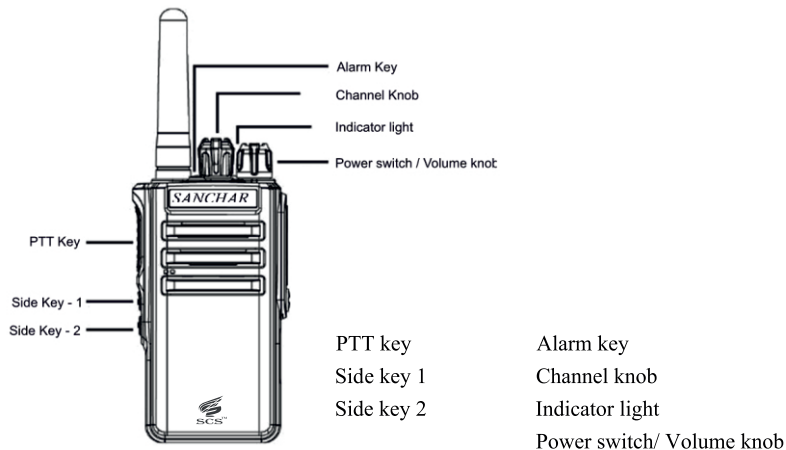 Alarm Key
Channel Knob
Indicator light
Power switch / Volume knob
SANCHAR
PTT Key
Side Key - 1
Side Key - 2
SCS™
PTT key
Side key 1
Side key 2
Alarm key
Channel knob
Indicator light
Power switch/ Volume knob